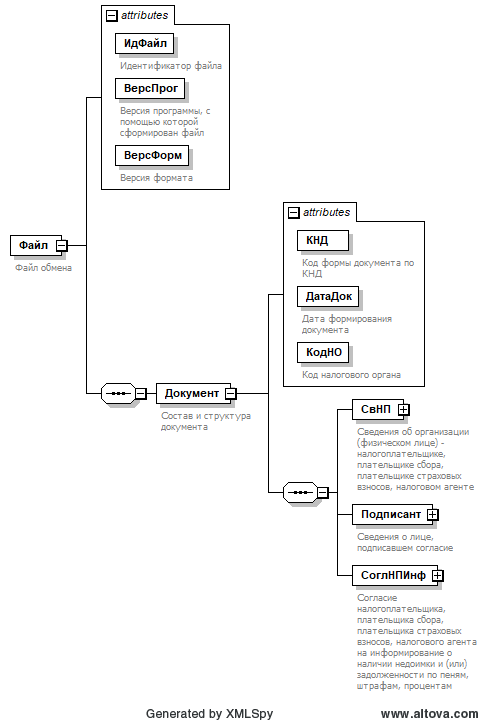 attributes
ИдФайл
Идентификатор файла
ВерсПрог
Версия программы, с
помощью которой
сформирован файл
ВерсФорм
Версия формата
Файл
Файл обмена
Документ
Состав и структура
документа
attributes
КНД
Код формы документа по
КНД
ДатаДок
Дата формирования
документа
КодНО
Код налогового органа
СвНП
Сведения об организации
(физическом лице) -
налогоплательщике,
плательщике сбора,
плательщике страховых
взносов, налоговом агенте
Подписант
Сведения о лице,
подписавшем согласие
СоглНПИнф
Согласие
налогоплательщика,
плательщика сбора,
плательщика страховых
взносов, налогового агента
на информирование о
наличии недоимки и (или)
задолженности по пеням,
штрафам, процентам
Generated by XMLSpy
www.altova.com